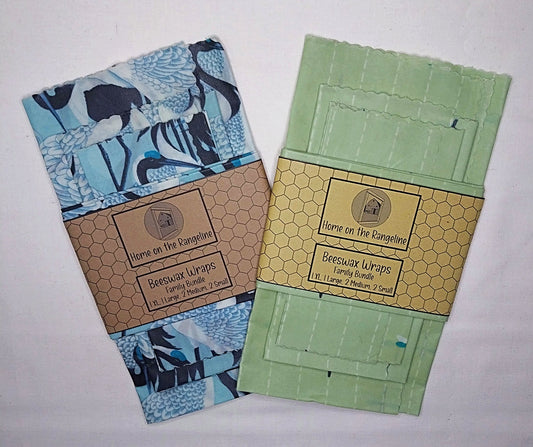 Home on the Rangeline
Beeswax Wraps
Family Bundle
1 XL, 1 Large, 2 Medium, 2 Small
Home on the Rangeline
Beeswax Wraps
Family Bundle
1 XL, 1 Large, 2 Medium, 2 Small